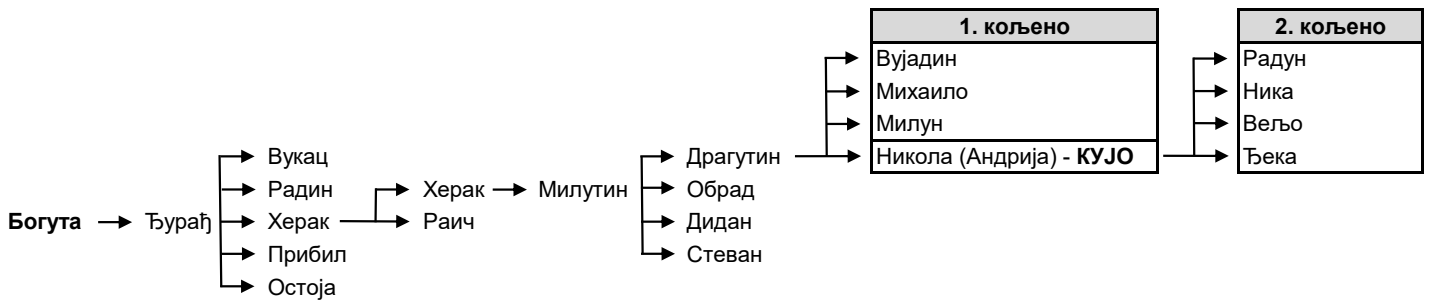 1. кољено 2. кољено
Вујадин Радун
Михаило Ника
Милун Вељо
Вукац Драгутин Никола (Андрија) - КУЈО Ђека
Радин Херак Милутин Обрад
Богута Ђурађ Херак Раич Дидан
Прибил Стеван
Остоја